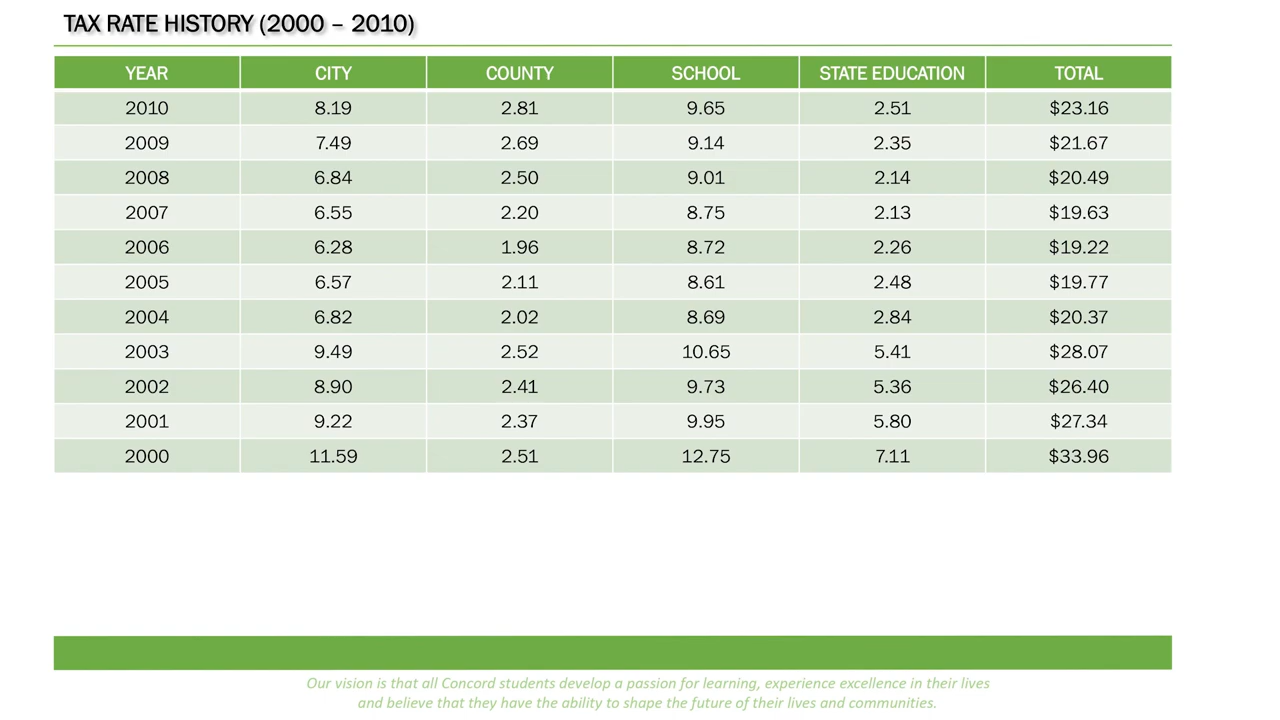 TAX RATE HISTORY (2000 – 2010)
YEAR CITY COUNTY SCHOOL STATE EDUCATION TOTAL
2010 8.19 2.81 9.65 2.51 $23.16
2009 7.49 2.69 9.14 2.35 $21.67
2008 6.84 2.50 9.01 2.14 $20.49
2007 6.55 2.20 8.75 2.13 $19.63
2006 6.28 1.96 8.72 2.26 $19.22
2005 6.57 2.11 8.61 2.48 $19.77
2004 6.82 2.02 8.69 2.84 $20.37
2003 9.49 2.52 10.65 5.41 $28.07
2002 8.90 2.41 9.73 5.36 $26.40
2001 9.22 2.37 9.95 5.80 $27.34
2000 11.59 2.51 12.75 7.11 $33.96
Our vision is that all Concord students develop a passion for learning, experience excellence in their lives
and believe that they have the ability to shape the future of their lives and communities.